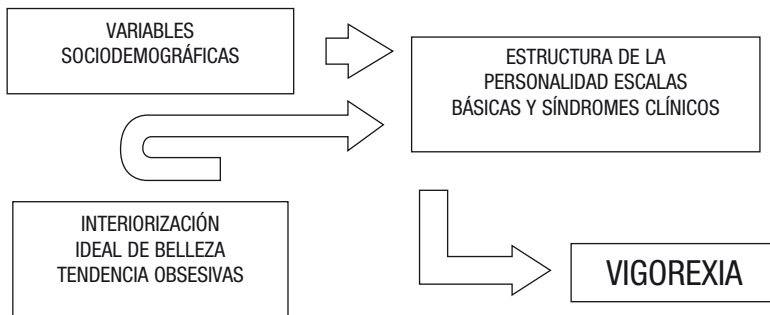 VARIABLES
SOCIODEMOGRÁFICAS
ESTRUCTURA DE LA
PERSONALIDAD ESCALAS
BÁSICAS Y SÍNDROMES CLÍNICOS
INTERIORIZACIÓN
IDEAL DE BELLEZA
TENDENCIA OBSESIVAS
VIGOREXIA